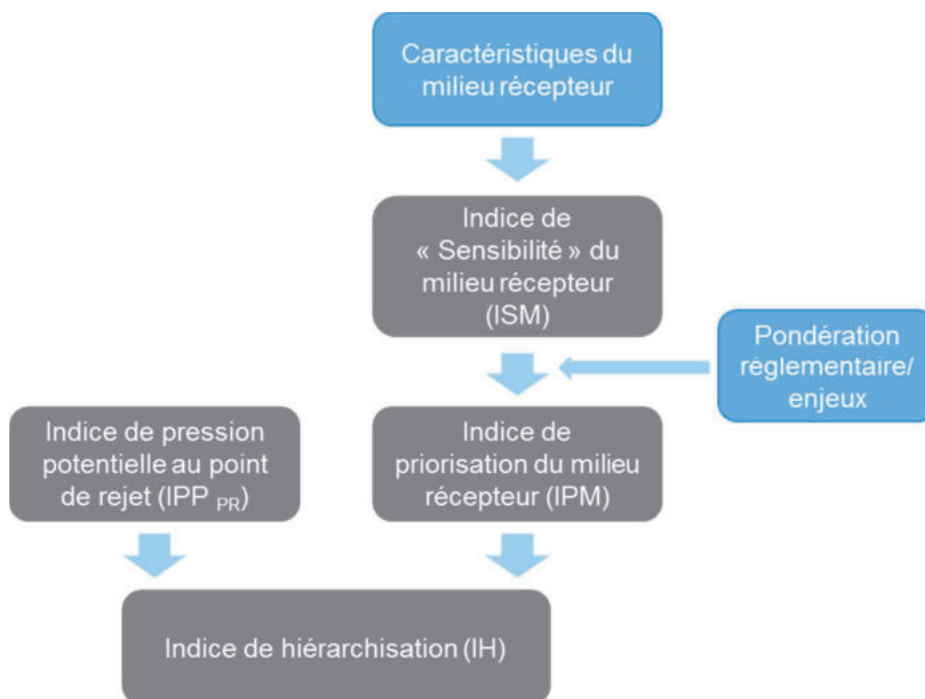 Caractéristiques du
milieu récepteur
Indice de
« Sensibilité » du
milieu récepteur
(ISM)
Pondération
réglementaire/
enjeux
Indice de pression
potentielle au point
de rejet (IPP PR)
Indice de
priorisation du milieu
récepteur (IPM)
Indice de hiérarchisation (IH)